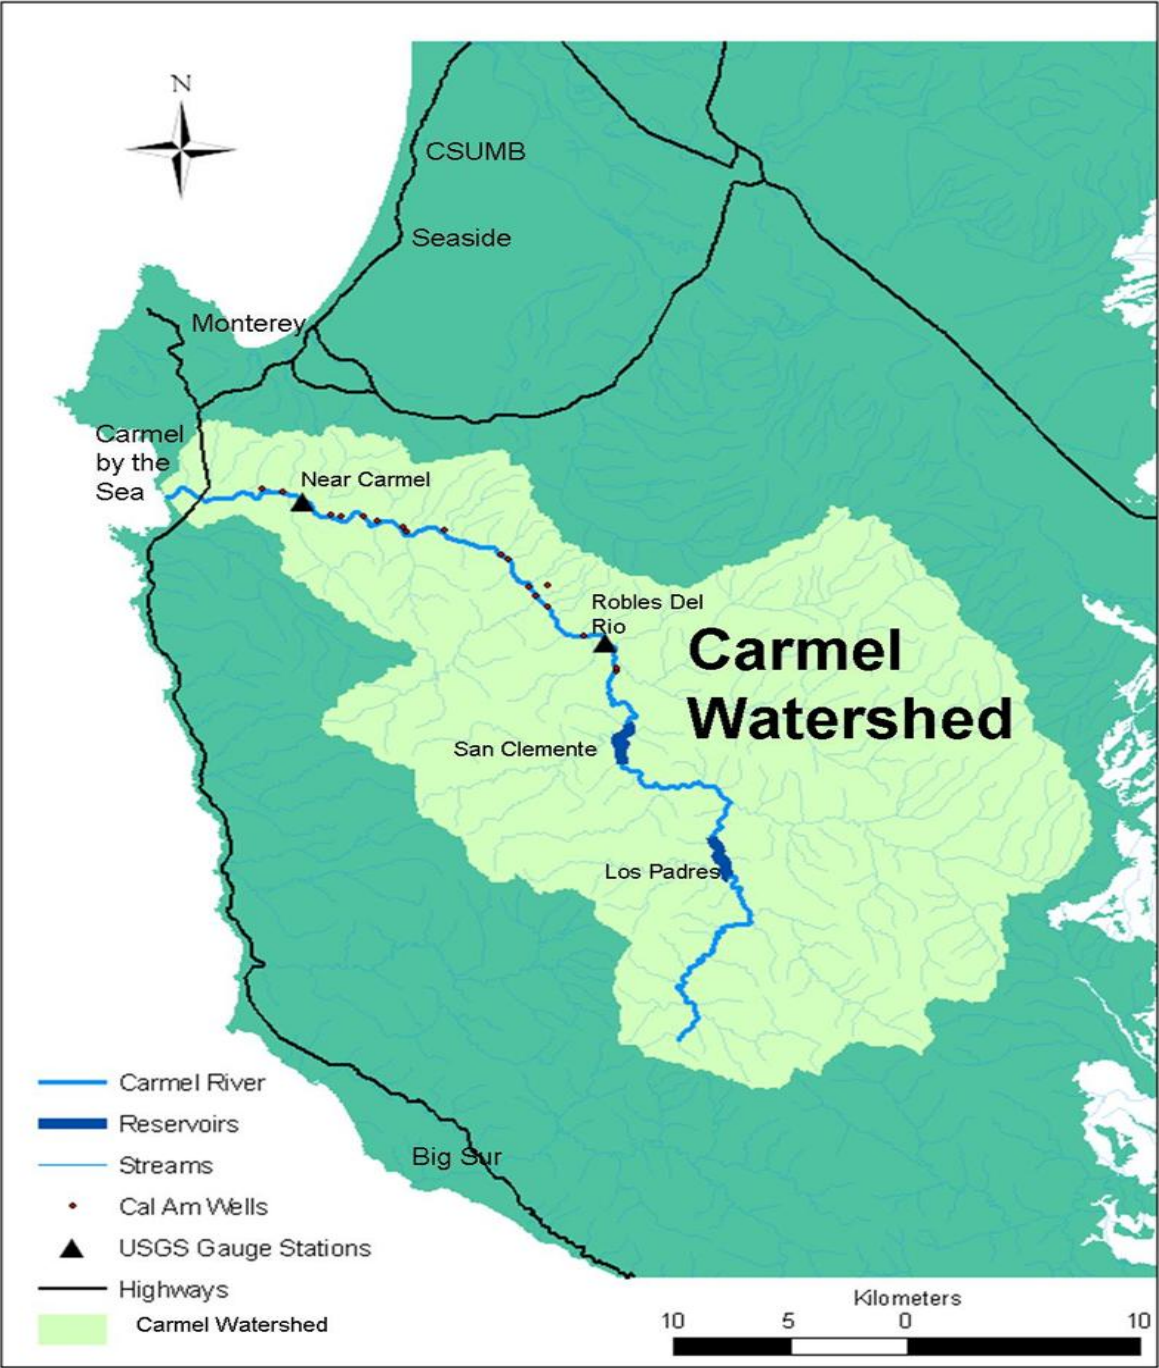 N
CSUMB
Seaside
Monterey
Carmel
by the
Sea
Near Carmel
Robles Del
Rio
Carmel
Watershed
San Clemente
Los Padres
Big Sur
Carmel River
Reservoirs
Streams
Cal Am Wells
USGS Gauge Stations
Highways
Carmel Watershed
Kilometers
10 5 0 10